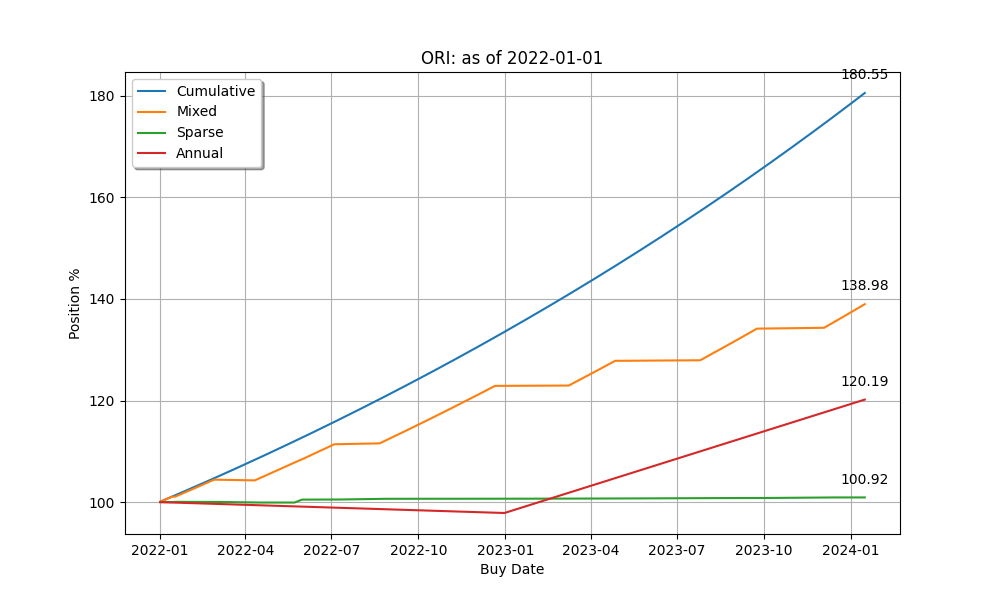 ORI: as of 2022-01-01
Cumulative
Mixed
Sparse
Annual
180.55
138.98
120.19
100.92
180
160
140
120
100
Position %
2022-01 2022-04 2022-07 2022-10 2023-01 2023-04 2023-07 2023-10 2024-01
Buy Date